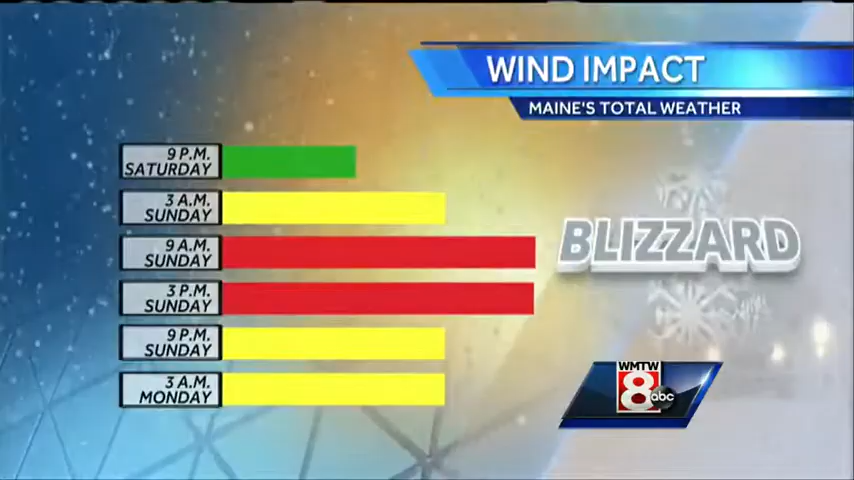 WIND IMPACT
MAINE'S TOTAL WEATHER
9 P.M.
SATURDAY
3 A.M.
SUNDAY
9 A.M.
SUNDAY
3 P.M.
SUNDAY
9 P.M.
SUNDAY
3 A.M.
MONDAY
BLIZZARD
WMTW
8 abc